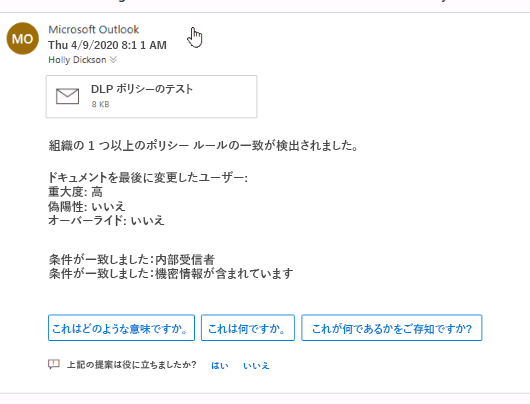 MO
Microsoft Outlook
Thu 4/9/2020 8:1 1 AM
Holly Dickson
DLP ポリシーのテスト
8 KB
組織の 1 つ以上のポリシー ルールの一致が検出されました。
ドキュメントを最後に変更したユーザー:
重大度: 高
偽陽性: いいえ
オーバーライド: いいえ
条件が一致しました: 内部受信者
条件が一致しました: 機密情報が含まれています
これはどのような意味ですか。 これは何ですか。 これが何であるかをご存知ですか?
上記の提案は役に立ちましたか? はい いいえ